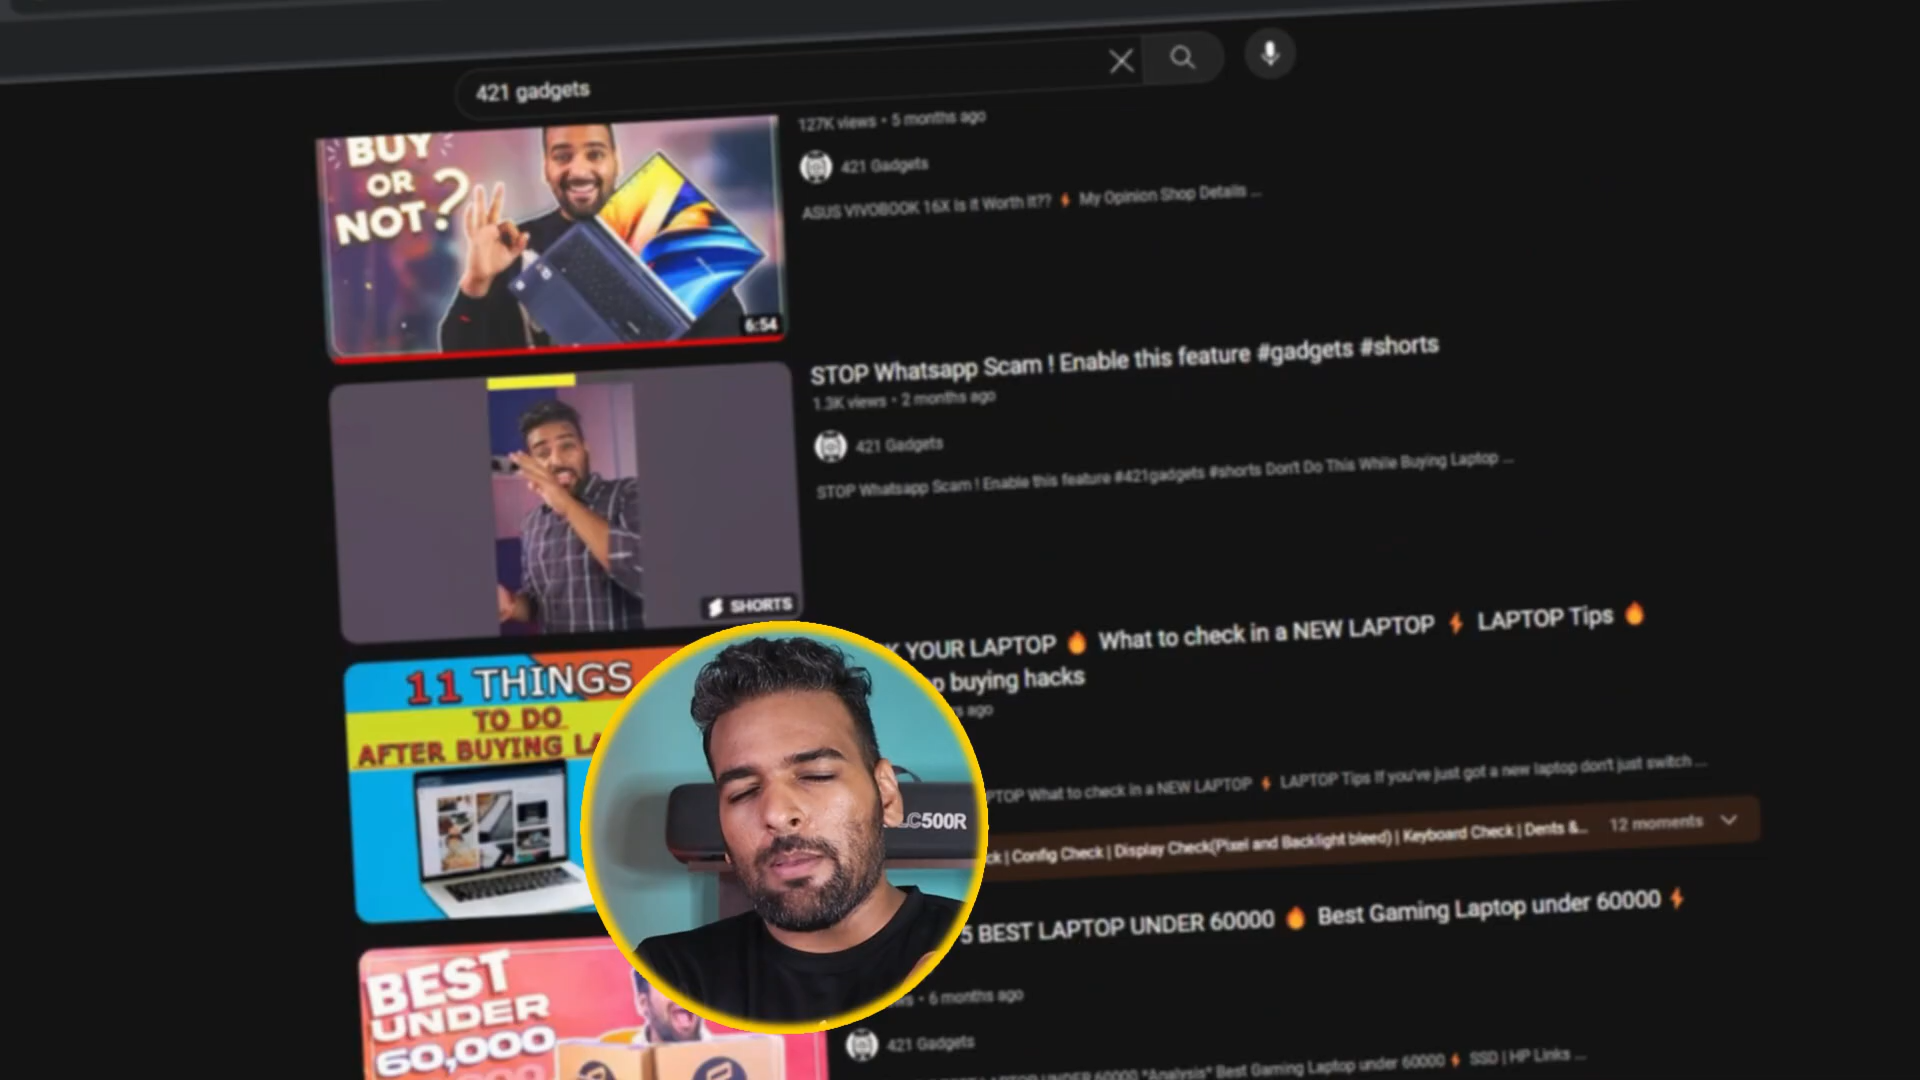 421 gadgets
BUY
OR
NOT?
6:54
127K views • 5 months ago
421 Gadgets
ASUS VIVOBOOK 16X Is it Worth It?? ⚡ My Opinion Shop Details ...
STOP Whatsapp Scam ! Enable this feature #gadgets #shorts
1.3K views • 2 months ago
421 Gadgets
STOP Whatsapp Scam ! Enable this feature #421gadgets #shorts Don't Do This While Buying Laptop ...
SHORTS
11 THINGS
TO DO
AFTER BUYING
YOUR LAPTOP 🔥 What to check in a NEW LAPTOP ⚡ LAPTOP Tips 🔥
buying hacks
ago
What to check in a NEW LAPTOP ⚡ LAPTOP Tips If you've just got a new laptop don't just switch ...
| Config Check | Display Check(Pixel and Backlight bleed) | Keyboard Check | Dents &...
12 moments
LC500R
BEST
UNDER
60,000
5 BEST LAPTOP UNDER 60000 🔥 Best Gaming Laptop under 60000 ⚡
• 6 months ago
421 Gadgets
LAPTOP UNDER 60000 "Analysis" Best Gaming Laptop under 60000 ⚡ SSD | HP Links ...